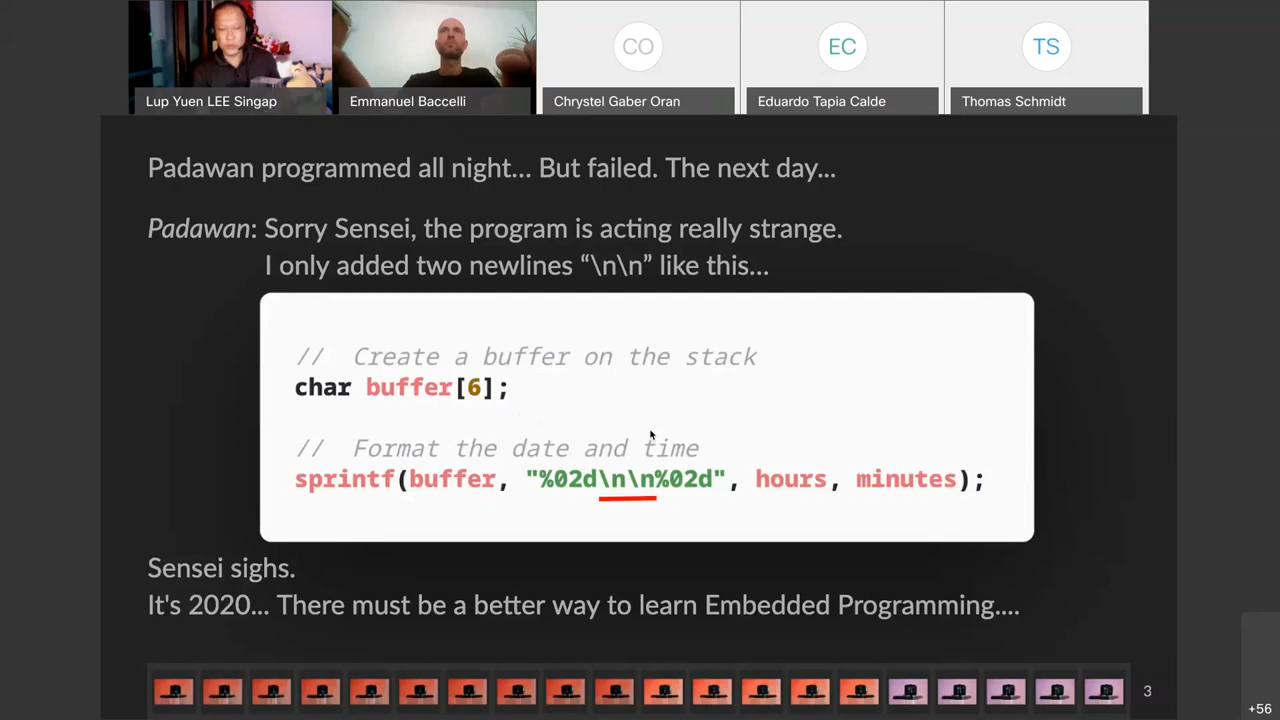 CO
EC
TS
Lup Yuen LEE Singap
Emmanuel Baccelli
Chrystel Gaber Oran
Eduardo Tapia Calde
Thomas Schmidt
Padawan programmed all night... But failed. The next day...
Padawan: Sorry Sensei, the program is acting really strange.
I only added two newlines “\n\n” like this...
// Create a buffer on the stack
char buffer[6];
// Format the date and time
sprintf(buffer, "%02d\n\n%02d", hours, minutes);
Sensei sighs.
It's 2020... There must be a better way to learn Embedded Programming....
3
+56